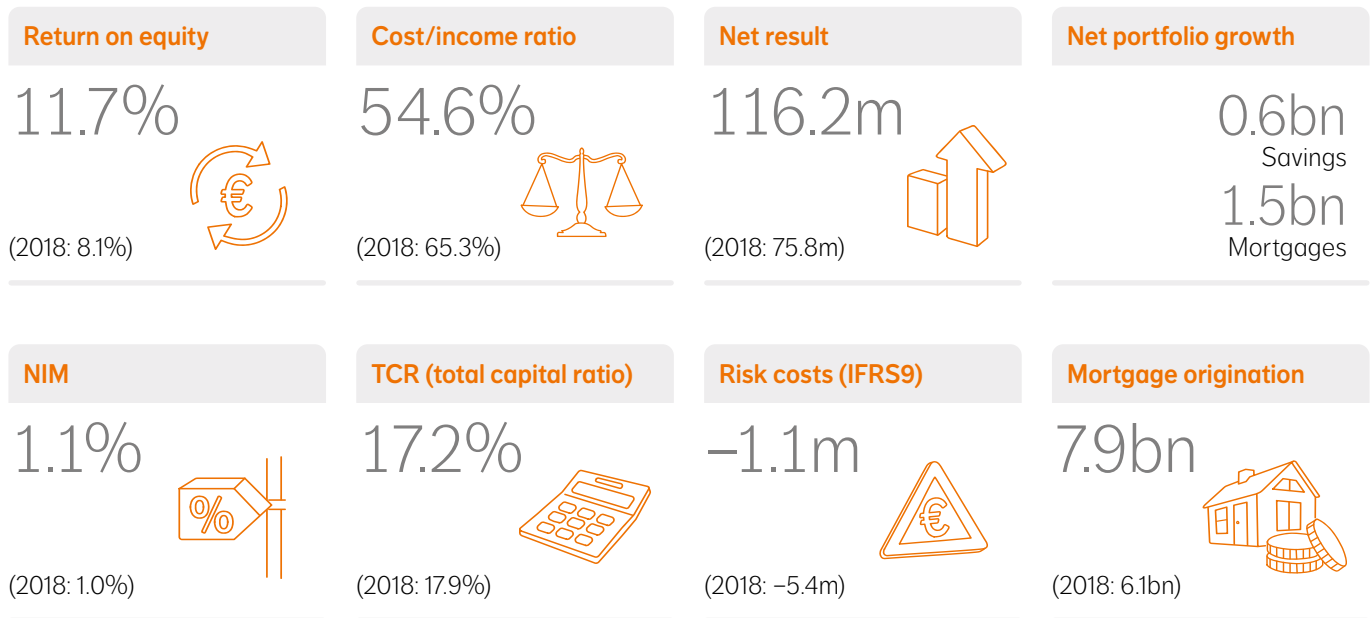 Return on equity
11.7%
€
(2018: 8.1%)
Cost/income ratio
54.6%
(2018: 65.3%)
Net result
116.2m
(2018: 75.8m)
Net portfolio growth
0.6bn
Savings
1.5bn
Mortgages
NIM
1.1%
%
(2018: 1.0%)
TCR (total capital ratio)
17.2%
(2018: 17.9%)
Risk costs (IFRS9)
–1.1m
€
(2018: –5.4m)
Mortgage origination
7.9bn
(2018: 6.1bn)